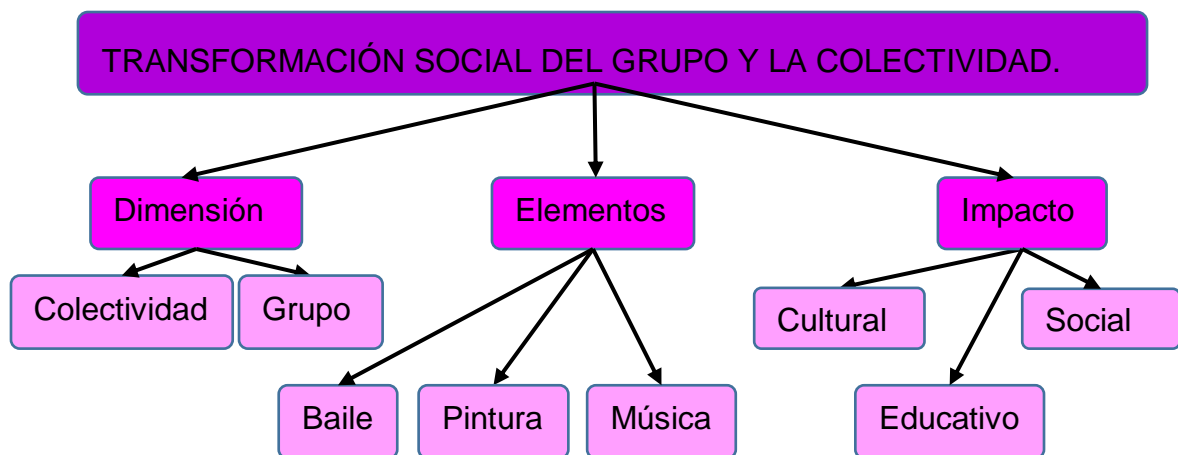 TRANSFORMACIÓN SOCIAL DEL GRUPO Y LA COLECTIVIDAD.
Dimensión
Elementos
Impacto
Colectividad
Grupo
Cultural
Social
Baile
Pintura
Música
Educativo